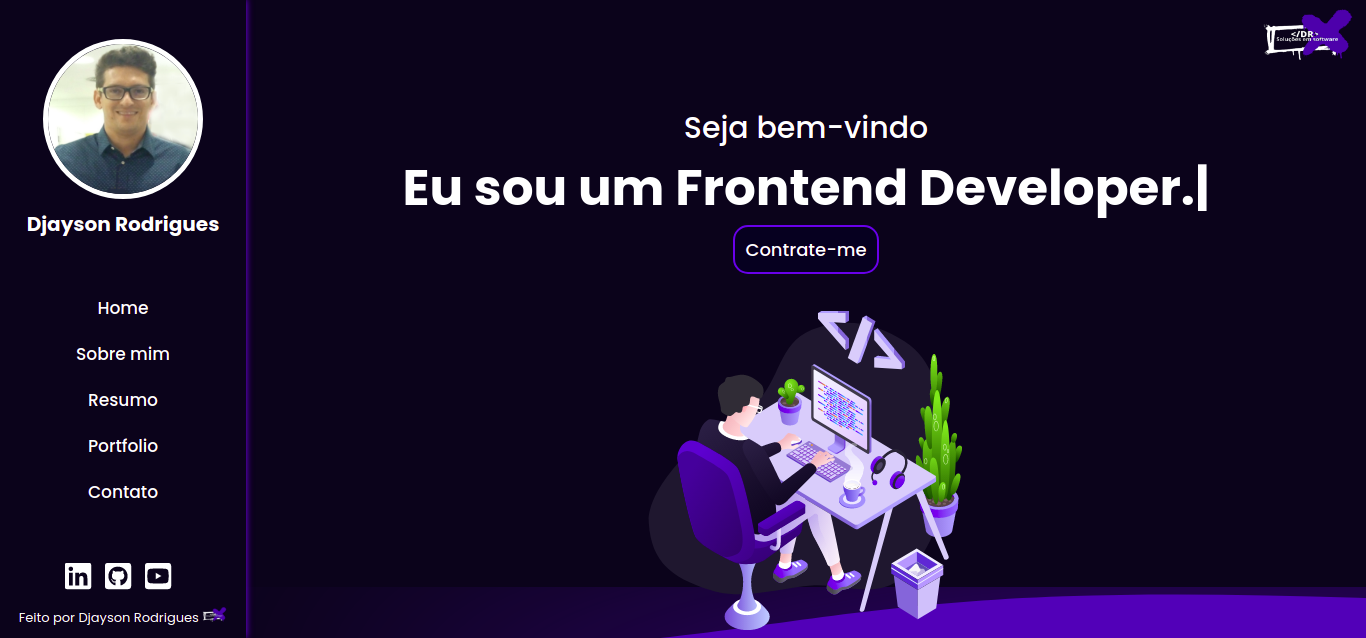 Djayson Rodrigues
Home
Sobre mim
Resumo
Portfolio
Contato
in
Feito por Djayson Rodrigues
</DR>
Soluções em software
Seja bem-vindo
Eu sou um Frontend Developer.|
Contrate-me
</>